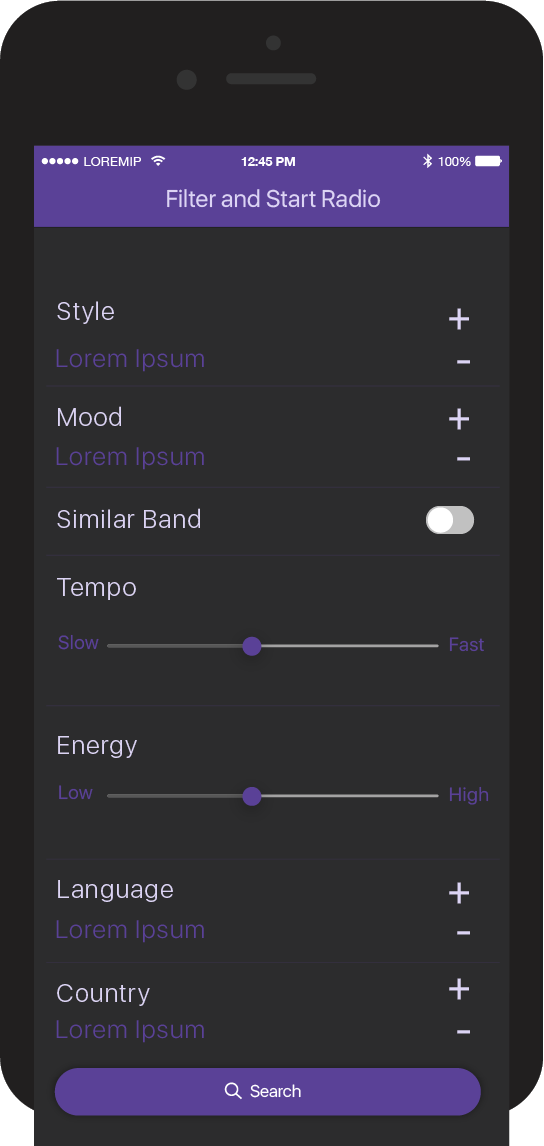 LOREMIP 12:45 PM 100%
Filter and Start Radio
Style +
Lorem Ipsum -
Mood +
Lorem Ipsum -
Similar Band
Tempo
Slow Fast
Energy
Low High
Language +
Lorem Ipsum -
Country +
Lorem Ipsum -
Search